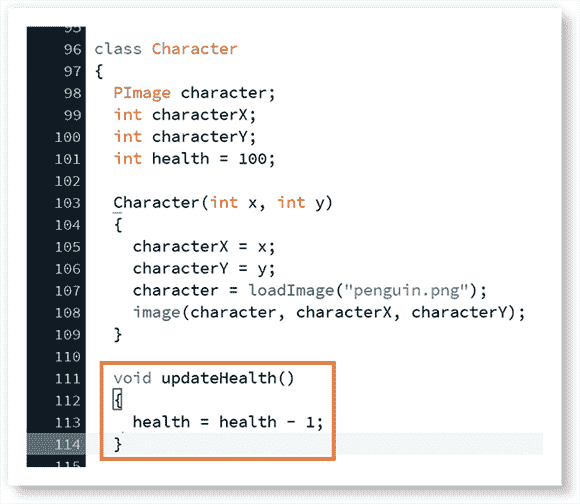 95
96 class Character
97 {
98 PImage character;
99 int characterX;
100 int characterY;
101 int health = 100;
102
103 Character(int x, int y)
104 {
105 characterX = x;
106 characterY = y;
107 character = loadImage("penguin.png");
108 image(character, characterX, characterY);
109 }
110
111 void updateHealth()
112 {
113 health = health - 1;
114 }
115